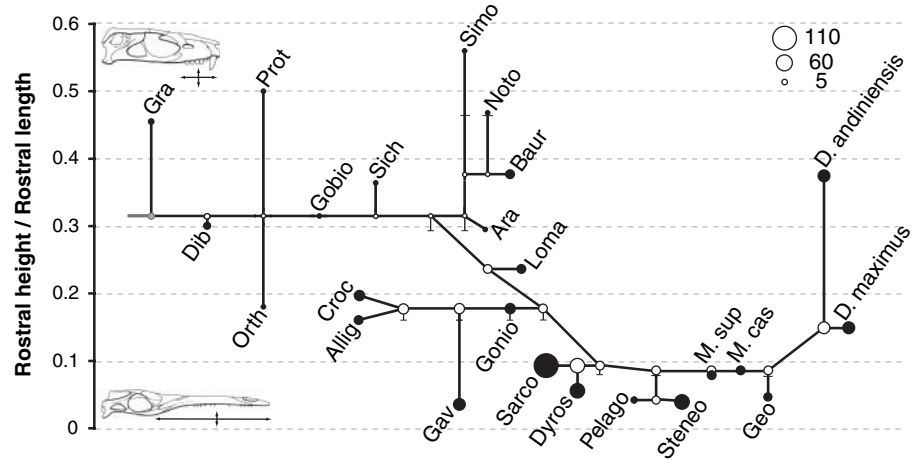 Rostral height / Rostral length
0.6
0.5
0.4
0.3
0.2
0.1
0
110
60
5
Gra
Prot
Simo
Noto
Baur
Sich
Gobio
Dib
Orth
Ara
Loma
D. andiniensis
D. maximus
Croc
Allig
Gav
Gonio
Sarco
Dyros
Pelago
Steneo
M. sup
M. cas
Geo